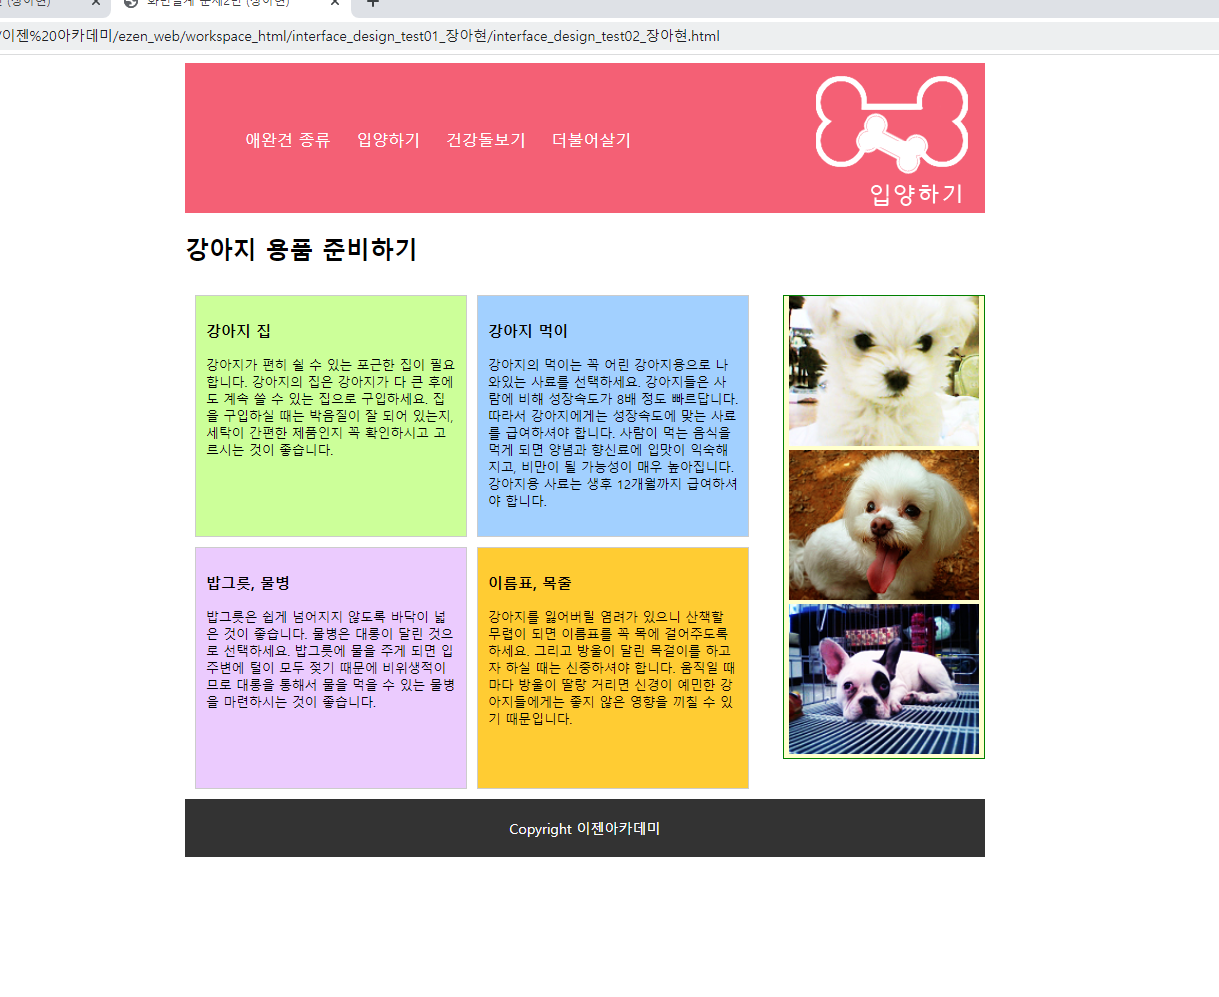 화면설계 문제2번 (장아현)
/이젠%20아카데미/ezen_web/workspace_html/interface_design_test01_장아현/interface_design_test02_장아현.html
애완견 종류 입양하기 건강돌보기 더불어살기
입양하기
강아지 용품 준비하기
강아지 집
강아지가 편히 쉴 수 있는 포근한 집이 필요
합니다. 강아지의 집은 강아지가 다 큰 후에
도 계속 쓸 수 있는 집으로 구입하세요. 집
을 구입하실 때는 박음질이 잘 되어 있는지,
세탁이 간편한 제품인지 꼭 확인하시고 고
르시는 것이 좋습니다.
강아지 먹이
강아지의 먹이는 꼭 어린 강아지용으로 나
와있는 사료를 선택하세요. 강아지들은 사
람에 비해 성장속도가 8배 정도 빠르답니다.
따라서 강아지에게는 성장속도에 맞는 사료
를 급여하셔야 합니다. 사람이 먹는 음식을
먹게 되면 양념과 향신료에 입맛이 익숙해
지고, 비만이 될 가능성이 매우 높아집니다.
강아지용 사료는 생후 12개월까지 급여하셔
야 합니다.
밥그릇, 물병
밥그릇은 쉽게 넘어지지 않도록 바닥이 넓
은 것이 좋습니다. 물병은 대롱이 달린 것으
로 선택하세요. 밥그릇에 물을 주게 되면 입
주변에 털이 모두 젖기 때문에 비위생적이
므로 대롱을 통해서 물을 먹을 수 있는 물병
을 마련하시는 것이 좋습니다.
이름표, 목줄
강아지를 잃어버릴 염려가 있으니 산책할
무렵이 되면 이름표를 꼭 목에 걸어주도록
하세요. 그리고 방울이 달린 목걸이를 하고
자 하실 때는 신중하셔야 합니다. 움직일 때
마다 방울이 딸랑 거리면 신경이 예민한 강
아지들에게는 좋지 않은 영향을 끼칠 수 있
기 때문입니다.
Copyright 이젠아카데미